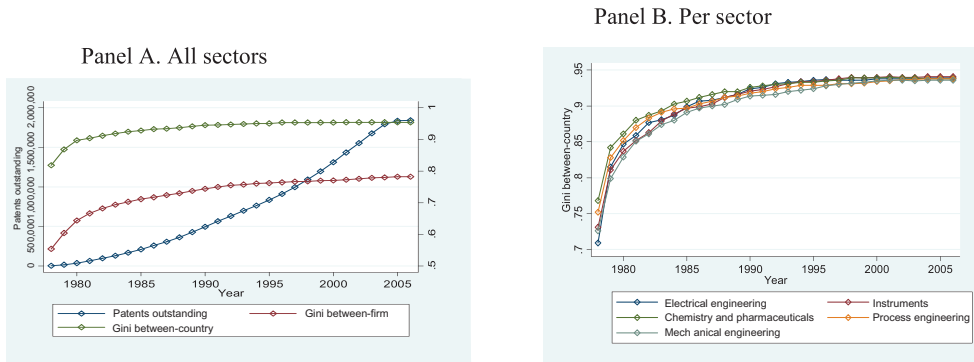 Panel A. All sectors
Panel B. Per sector
Patents outstanding
0 500,000 1,000,000 1,500,000 2,000,000
.5 .6 .7 .8 .9 1
1980 1985 1990 1995 2000 2005
Year
Patents outstanding Gini between-firm
Gini between-country
Gini between-country
.7 .75 .8 .85 .9 .95
1980 1985 1990 1995 2000 2005
Year
Electrical engineering Instruments
Chemistry and pharmaceuticals Process engineering
Mech anical engineering